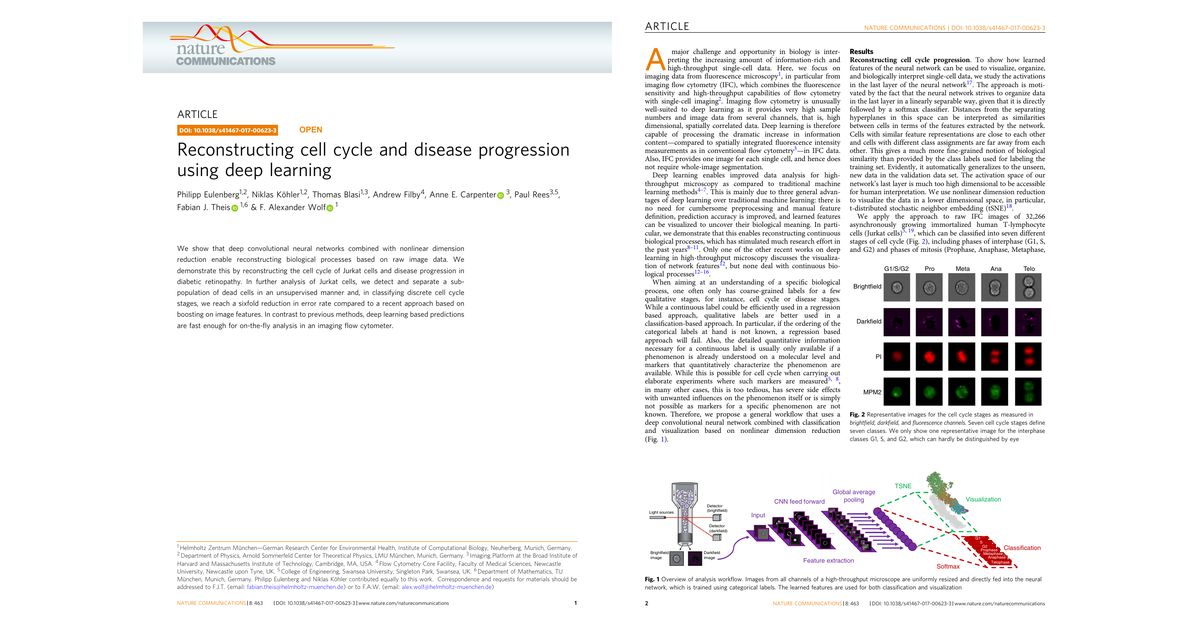 nature
COMMUNICATIONS
ARTICLE
DOI: 10.1038/s41467-017-00623-3
OPEN
Reconstructing cell cycle and disease progression
using deep learning
Philipp Eulenberg1,2, Niklas Köhler1,2, Thomas Blasi1,3, Andrew Filby4, Anne E. Carpenter 3, Paul Rees3,5,
Fabian J. Theis 1,6 & F. Alexander Wolf 1
We show that deep convolutional neural networks combined with nonlinear dimension
reduction enable reconstructing biological processes based on raw image data. We
demonstrate this by reconstructing the cell cycle of Jurkat cells and disease progression in
diabetic retinopathy. In further analysis of Jurkat cells, we detect and separate a sub-
population of dead cells in an unsupervised manner and, in classifying discrete cell cycle
stages, we reach a sixfold reduction in error rate compared to a recent approach based on
boosting on image features. In contrast to previous methods, deep learning based predictions
are fast enough for on-the-fly analysis in an imaging flow cytometer.
1 Helmholtz Zentrum München—German Research Center for Environmental Health, Institute of Computational Biology, Neuherberg, Munich, Germany.
2 Department of Physics, Arnold Sommerfeld Center for Theoretical Physics, LMU München, Munich, Germany. 3 Imaging Platform at the Broad Institute of
Harvard and Massachusetts Institute of Technology, Cambridge, MA, USA. 4 Flow Cytometry Core Facility, Faculty of Medical Sciences, Newcastle
University, Newcastle upon Tyne, UK. 5 College of Engineering, Swansea University, Singleton Park, Swansea, UK. 6 Department of Mathematics, TU
München, Munich, Germany. Philipp Eulenberg and Niklas Köhler contributed equally to this work. Correspondence and requests for materials should be
addressed to F.J.T. (email: fabian.theis@helmholtz-muenchen.de) or to F.A.W. (email: alex.wolf@helmholtz-muenchen.de)
NATURE COMMUNICATIONS | 8: 463 | DOI: 10.1038/s41467-017-00623-3 | www.nature.com/naturecommunications 1
ARTICLE
NATURE COMMUNICATIONS | DOI: 10.1038/s41467-017-00623-3
A major challenge and opportunity in biology is inter-
preting the increasing amount of information-rich and
high-throughput single-cell data. Here, we focus on
imaging data from fluorescence microscopy1, in particular from
imaging flow cytometry (IFC), which combines the fluorescence
sensitivity and high-throughput capabilities of flow cytometry
with single-cell imaging2. Imaging flow cytometry is unusually
well-suited to deep learning as it provides very high sample
numbers and image data from several channels, that is, high
dimensional, spatially correlated data. Deep learning is therefore
capable of processing the dramatic increase in information
content—compared to spatially integrated fluorescence intensity
measurements as in conventional flow cytometry3—in IFC data.
Also, IFC provides one image for each single cell, and hence does
not require whole-image segmentation.
Deep learning enables improved data analysis for high-
throughput microscopy as compared to traditional machine
learning methods4–7. This is mainly due to three general advan-
tages of deep learning over traditional machine learning: there is
no need for cumbersome preprocessing and manual feature
definition, prediction accuracy is improved, and learned features
can be visualized to uncover their biological meaning. In parti-
cular, we demonstrate that this enables reconstructing continuous
biological processes, which has stimulated much research effort in
the past years8–11. Only one of the other recent works on deep
learning in high-throughput microscopy discusses the visualiza-
tion of network features12, but none deal with continuous bio-
logical processes12–16.
When aiming at an understanding of a specific biological
process, one often only has coarse-grained labels for a few
qualitative stages, for instance, cell cycle or disease stages.
While a continuous label could be efficiently used in a regression
based approach, qualitative labels are better used in a
classification-based approach. In particular, if the ordering of the
categorical labels at hand is not known, a regression based
approach will fail. Also, the detailed quantitative information
necessary for a continuous label is usually only available if a
phenomenon is already understood on a molecular level and
markers that quantitatively characterize the phenomenon are
available. While this is possible for cell cycle when carrying out
elaborate experiments where such markers are measured5, 8,
in many other cases, this is too tedious, has severe side effects
with unwanted influences on the phenomenon itself or is simply
not possible as markers for a specific phenomenon are not
known. Therefore, we propose a general workflow that uses a
deep convolutional neural network combined with classification
and visualization based on nonlinear dimension reduction
(Fig. 1).
Results
Reconstructing cell cycle progression. To show how learned
features of the neural network can be used to visualize, organize,
and biologically interpret single-cell data, we study the activations
in the last layer of the neural network17. The approach is moti-
vated by the fact that the neural network strives to organize data
in the last layer in a linearly separable way, given that it is directly
followed by a softmax classifier. Distances from the separating
hyperplanes in this space can be interpreted as similarities
between cells in terms of the features extracted by the network.
Cells with similar feature representations are close to each other
and cells with different class assignments are far away from each
other. This gives a much more fine-grained notion of biological
similarity than provided by the class labels used for labeling the
training set. Evidently, it automatically generalizes to the unseen,
new data in the validation data set. The activation space of our
network's last layer is much too high dimensional to be accessible
for human interpretation. We use nonlinear dimension reduction
to visualize the data in a lower dimensional space, in particular,
t-distributed stochastic neighbor embedding (tSNE)18.
We apply the approach to raw IFC images of 32,266
asynchronously growing immortalized human T-lymphocyte
cells (Jurkat cells)5, 19, which can be classified into seven different
stages of cell cycle (Fig. 2), including phases of interphase (G1, S,
and G2) and phases of mitosis (Prophase, Anaphase, Metaphase,
G1/S/G2 Pro Meta Ana Telo
Brightfield
Darkfield
PI
MPM2
Fig. 2 Representative images for the cell cycle stages as measured in
brightfield, darkfield, and fluorescence channels. Seven cell cycle stages define
seven classes. We only show one representative image for the interphase
classes G1, S, and G2, which can hardly be distinguished by eye
Light sources
Detector
(brightfield)
Detector
(darkfield)
Brightfield
image
Darkfield
image
Input
CNN feed forward
Global average
pooling
Feature extraction
TSNE
Visualization
Classification
Softmax
G1
Prophase
Metaphase
Anaphase
Telophase
Fig. 1 Overview of analysis workflow. Images from all channels of a high-throughput microscope are uniformly resized and directly fed into the neural
network, which is trained using categorical labels. The learned features are used for both classification and visualization
2 NATURE COMMUNICATIONS | 8: 463 | DOI: 10.1038/s41467-017-00623-3 | www.nature.com/naturecommunications